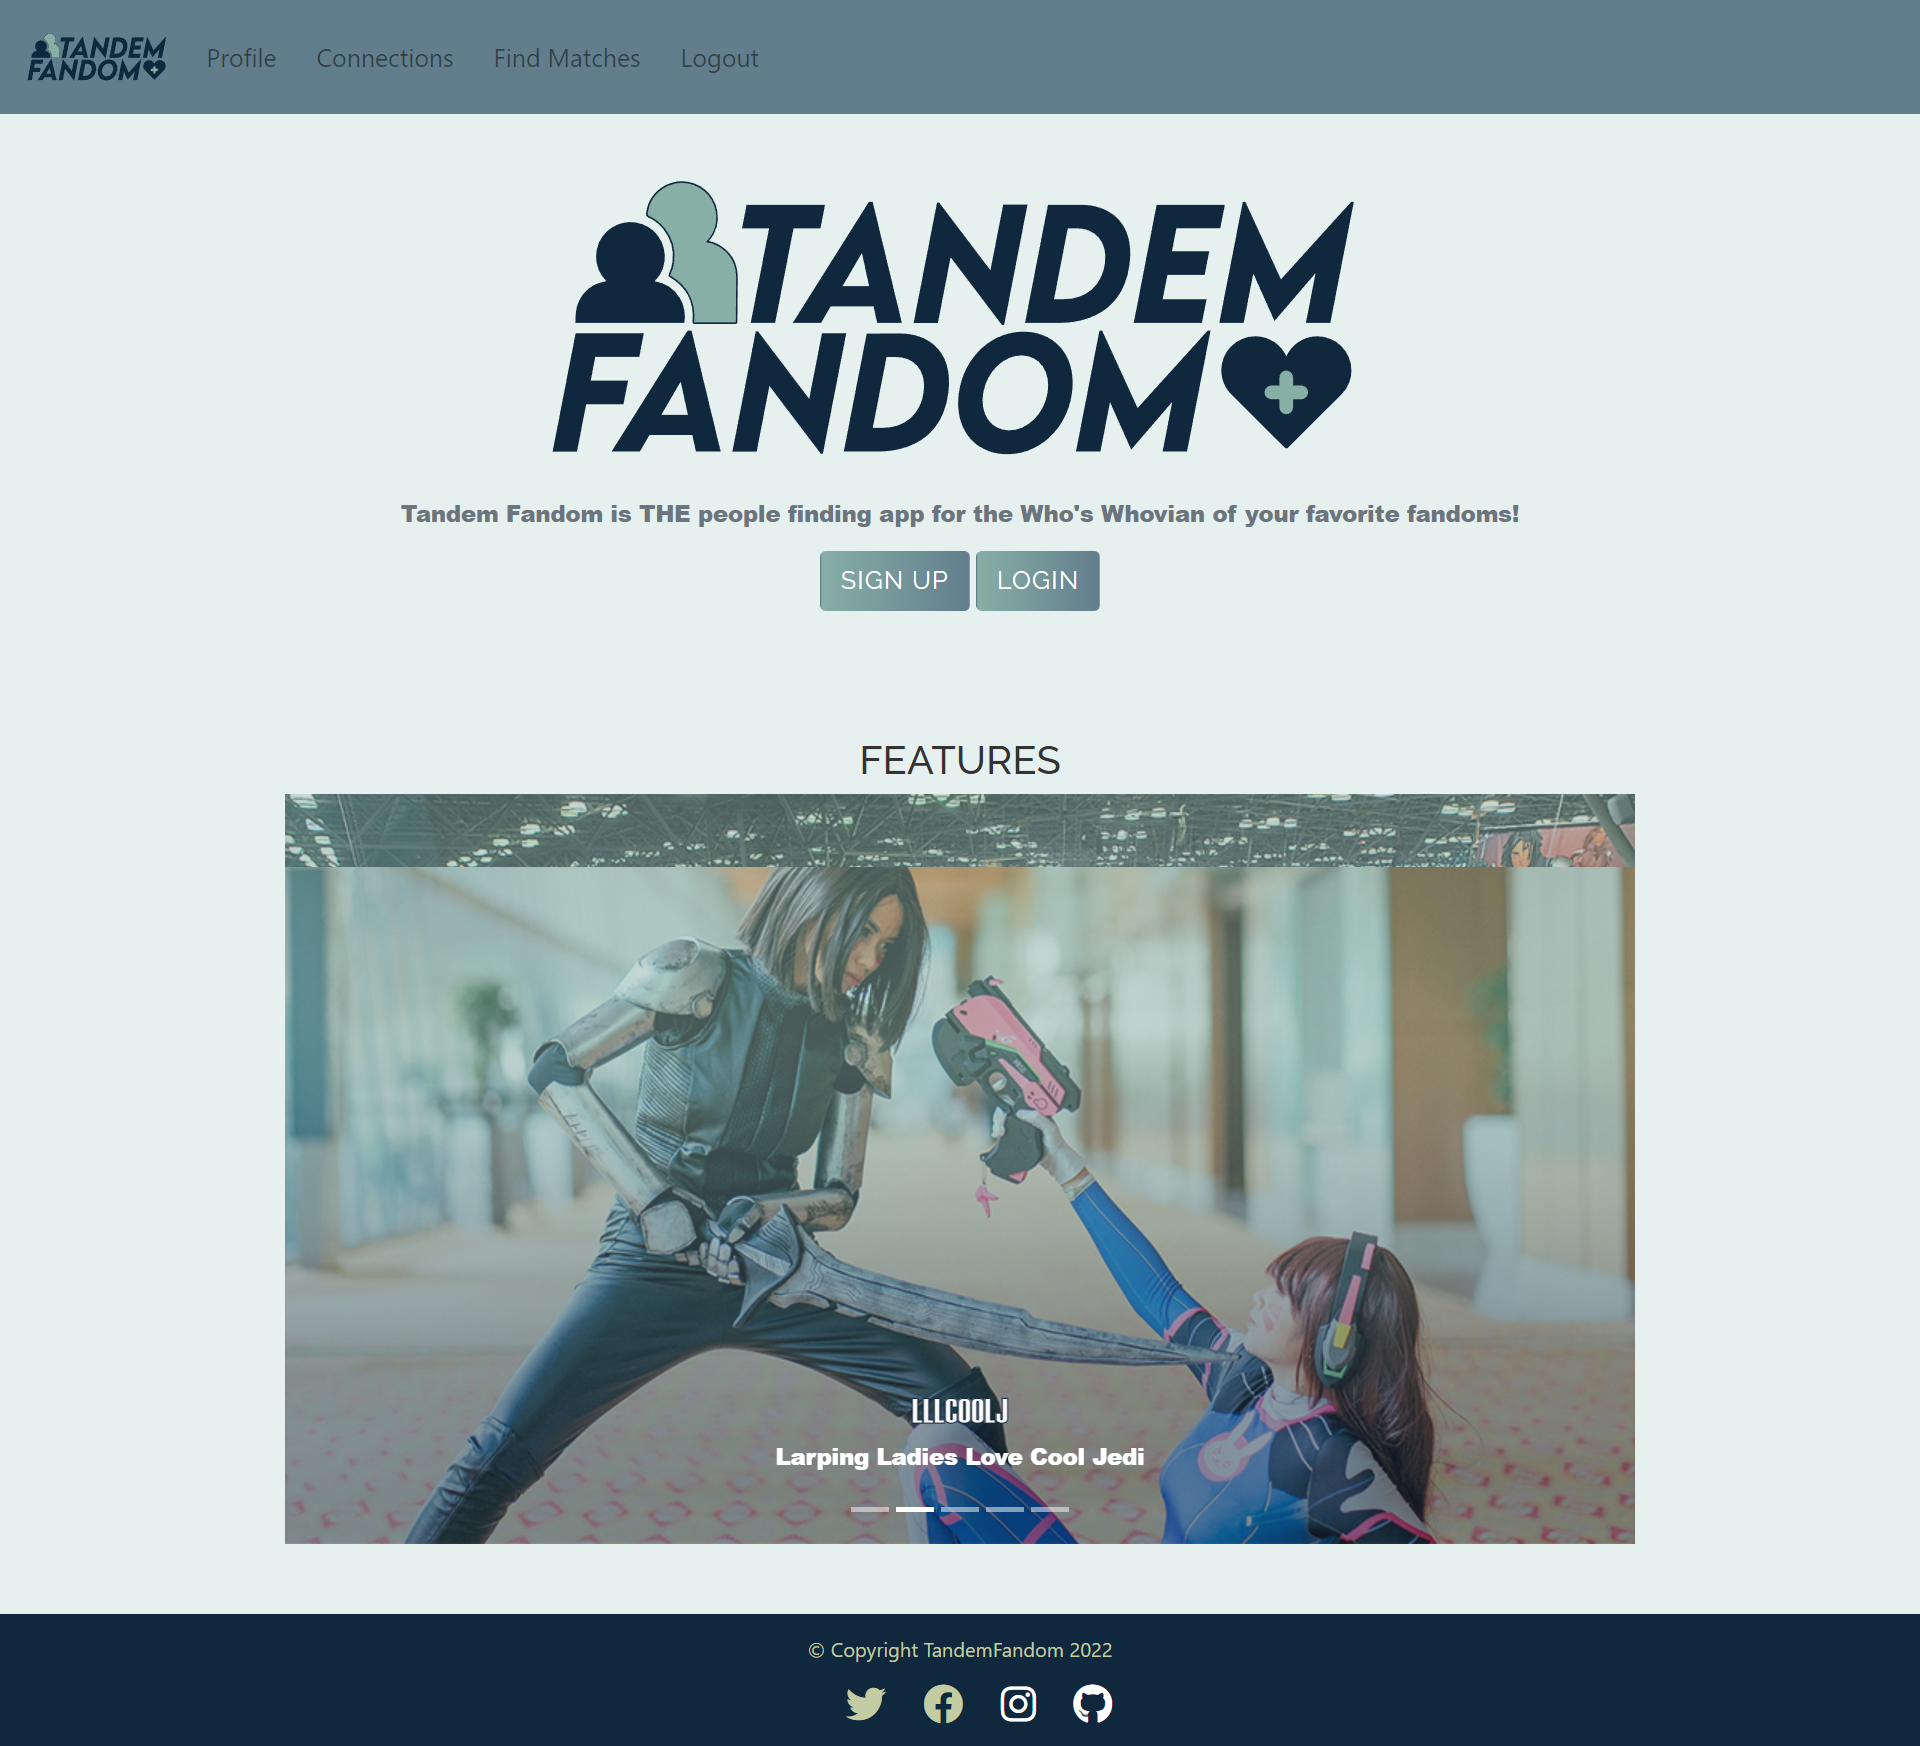 TANDEM
FANDOM
Profile
Connections
Find Matches
Logout
TANDEM
FANDOM
Tandem Fandom is THE people finding app for the Who's Whovian of your favorite fandoms!
SIGN UP
LOGIN
FEATURES
LLLCOOLJ
Larping Ladies Love Cool Jedi
© Copyright TandemFandom 2022